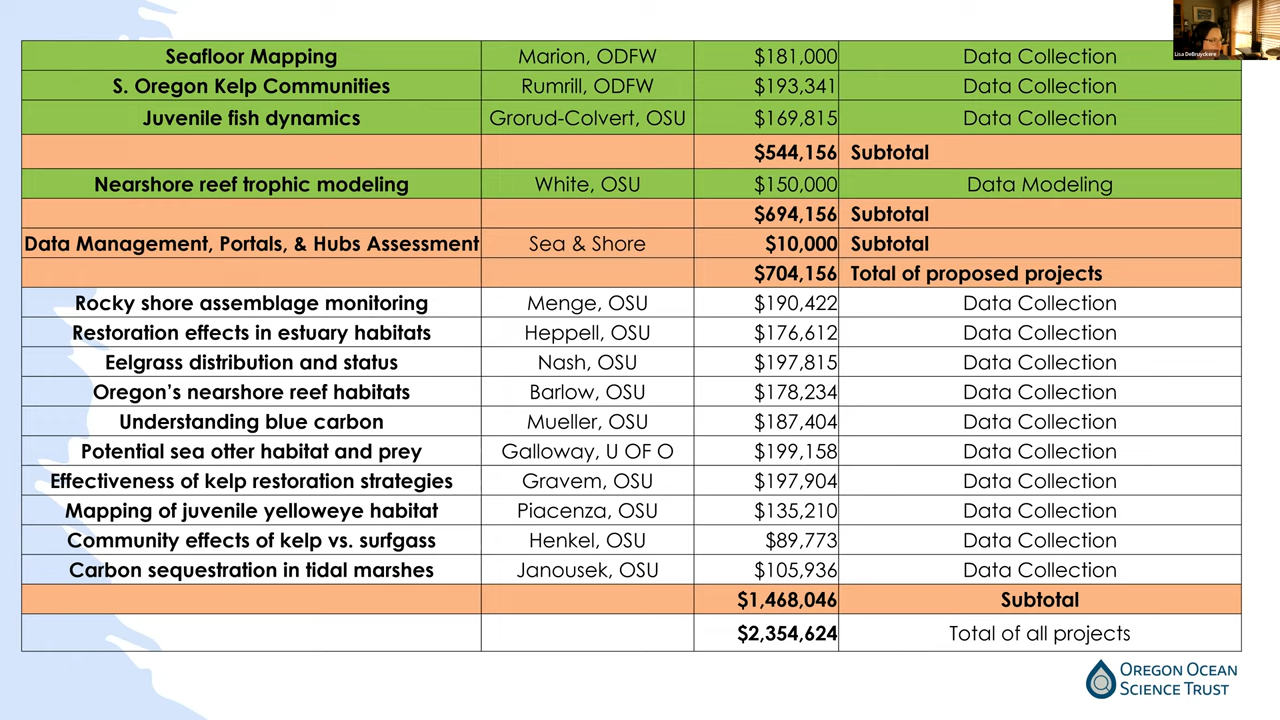 Lisa DeBruyckere
Seafloor Mapping Marion, ODFW $181,000 Data Collection
S. Oregon Kelp Communities Rumrill, ODFW $193,341 Data Collection
Juvenile fish dynamics Grorud-Colvert, OSU $169,815 Data Collection
$544,156 Subtotal
Nearshore reef trophic modeling White, OSU $150,000 Data Modeling
$694,156 Subtotal
Data Management, Portals, & Hubs Assessment Sea & Shore $10,000 Subtotal
$704,156 Total of proposed projects
Rocky shore assemblage monitoring Menge, OSU $190,422 Data Collection
Restoration effects in estuary habitats Heppell, OSU $176,612 Data Collection
Eelgrass distribution and status Nash, OSU $197,815 Data Collection
Oregon’s nearshore reef habitats Barlow, OSU $178,234 Data Collection
Understanding blue carbon Mueller, OSU $187,404 Data Collection
Potential sea otter habitat and prey Galloway, U OF O $199,158 Data Collection
Effectiveness of kelp restoration strategies Gravem, OSU $197,904 Data Collection
Mapping of juvenile yelloweye habitat Piacenza, OSU $135,210 Data Collection
Community effects of kelp vs. surfgass Henkel, OSU $89,773 Data Collection
Carbon sequestration in tidal marshes Janousek, OSU $105,936 Data Collection
$1,468,046 Subtotal
$2,354,624 Total of all projects
OREGON OCEAN
SCIENCE TRUST